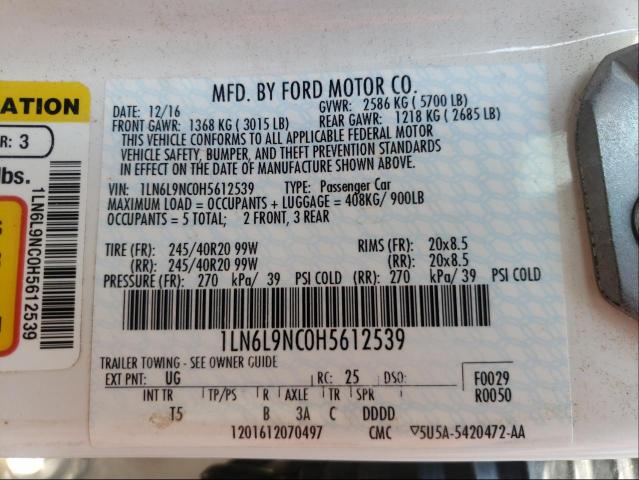 MFD. BY FORD MOTOR CO.
DATE: 12/16 GVWR: 2586 KG ( 5700 LB)
FRONT GAWR: 1368 KG ( 3015 LB) REAR GAWR: 1218 KG ( 2685 LB)
THIS VEHICLE CONFORMS TO ALL APPLICABLE FEDERAL MOTOR
VEHICLE SAFETY, BUMPER, AND THEFT PREVENTION STANDARDS
IN EFFECT ON THE DATE OF MANUFACTURE SHOWN ABOVE.
VIN: 1LN6L9NC0H5612539 TYPE: Passenger Car
MAXIMUM LOAD = OCCUPANTS + LUGGAGE = 408KG/ 900LB
OCCUPANTS = 5 TOTAL; 2 FRONT, 3 REAR
TIRE (FR): 245/40R20 99W RIMS (FR): 20x8.5
(RR): 245/40R20 99W (RR): 20x8.5
PRESSURE (FR): 270 kPa/ 39 PSI COLD (RR): 270 kPa/ 39 PSI COLD
1LN6L9NC0H5612539
TRAILER TOWING - SEE OWNER GUIDE
EXT PNT: UG RC: 25 DSO: F0029
INT TR TP/PS R AXLE TR SPR R0050
T5 B 3A C DDDD
1201612070497 CMC ▽5U5A-5420472-AA
ATION
R: 3
lbs.
1LN6L9NC0H5612539